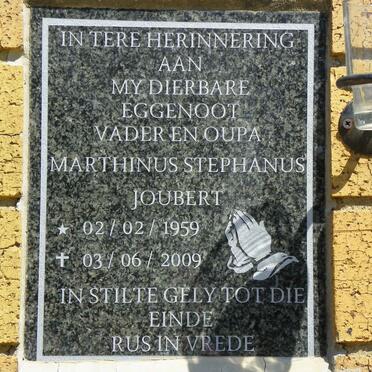 IN TERE HERINNERING
AAN
MY DIERBARE
EGGENOOT
VADER EN OUPA
MARTHINUS STEPHANUS
JOUBERT
★ 02 / 02 / 1959
✝ 03 / 06 / 2009
IN STILTE GELY TOT DIE
EINDE
RUS IN VREDE